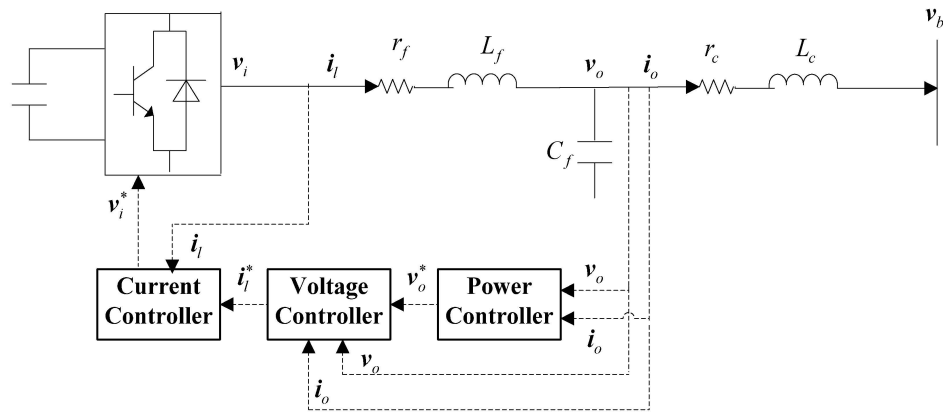 v_b
r_f
L_f
r_c
L_c
v_i
i_l
v_o
i_o
C_f
v_i^*
i_l
Current
Controller
i_l^*
Voltage
Controller
v_o^*
Power
Controller
v_o
i_o
v_o
i_o